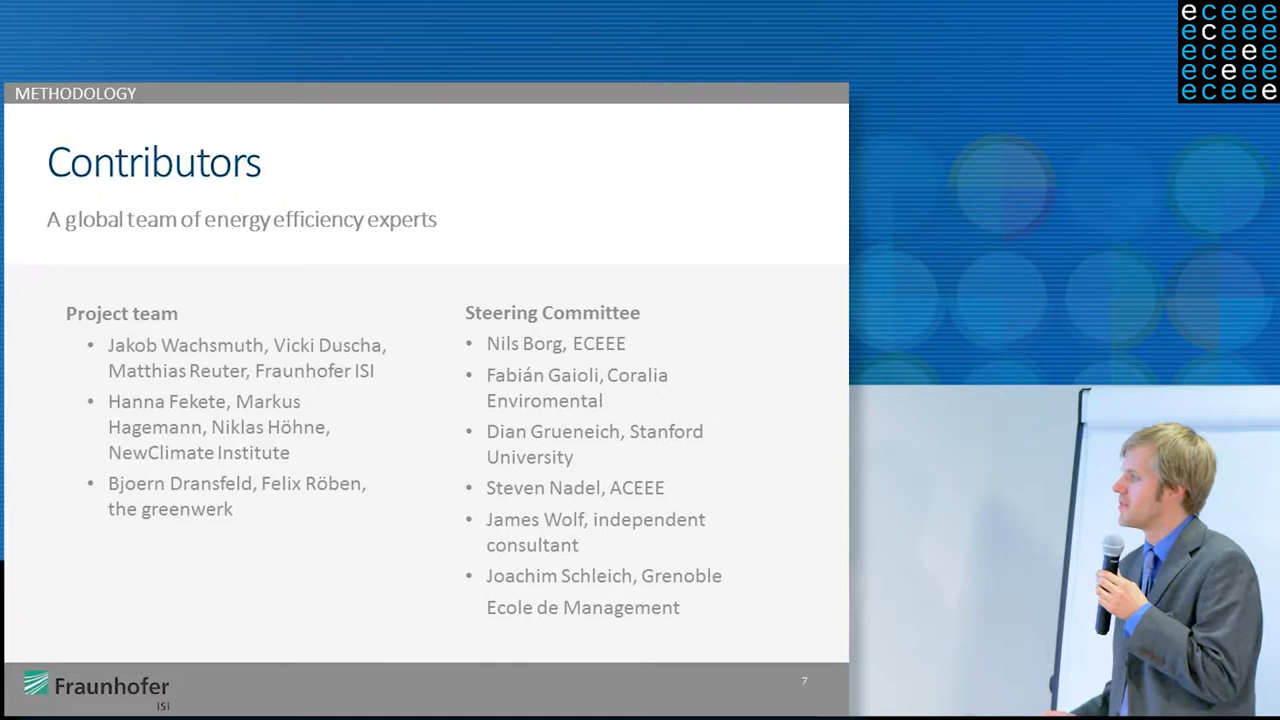 eceee
eceee
eceee
eceee
eceee
METHODOLOGY
Contributors
A global team of energy efficiency experts
Project team
• Jakob Wachsmuth, Vicki Duscha,
Matthias Reuter, Fraunhofer ISI
• Hanna Fekete, Markus
Hagemann, Niklas Höhne,
NewClimate Institute
• Bjoern Dransfeld, Felix Röben,
the greenwerk
Steering Committee
• Nils Borg, ECEEE
• Fabián Gaioli, Coralia
Enviromental
• Dian Grueneich, Stanford
University
• Steven Nadel, ACEEE
• James Wolf, independent
consultant
• Joachim Schleich, Grenoble
Ecole de Management
Fraunhofer
ISI
7